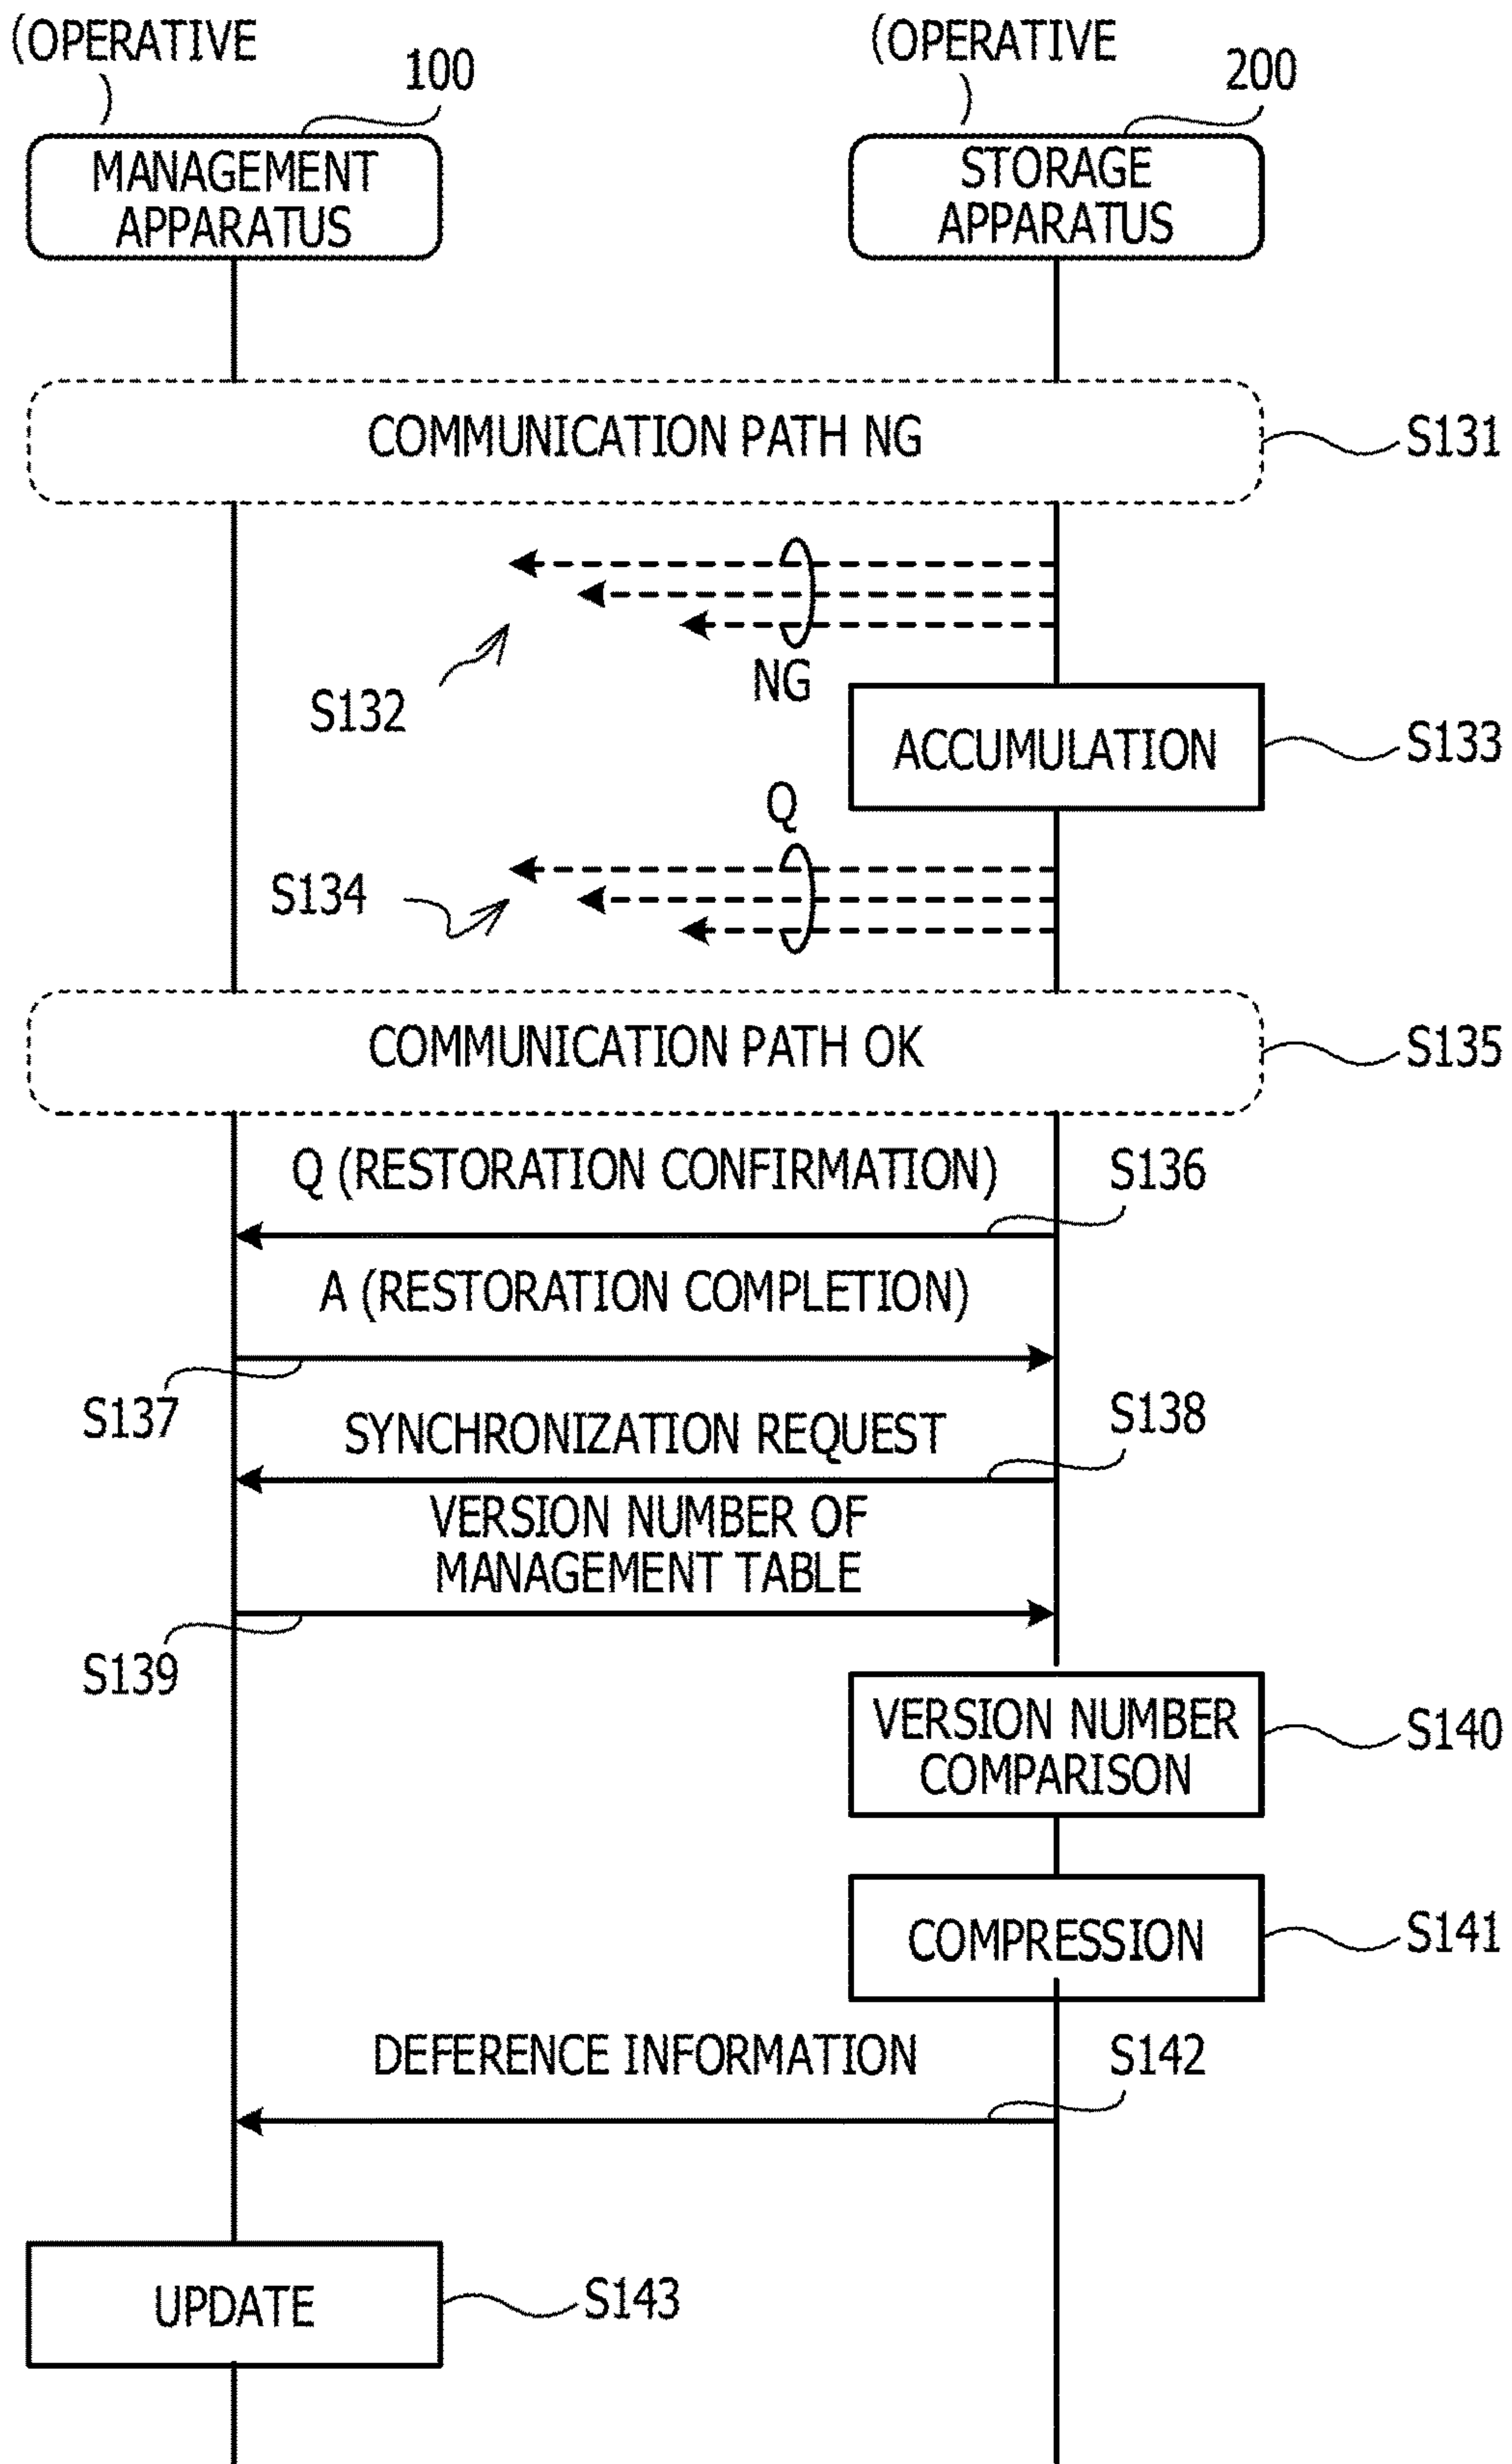 (OPERATIVE
)
(OPERATIVE
)
100
200
MANAGEMENT
APPARATUS
STORAGE
APPARATUS
COMMUNICATION PATH NG
S131
S132
NG
ACCUMULATION
S133
Q
S134
COMMUNICATION PATH OK
S135
Q (RESTORATION CONFIRMATION)
S136
A (RESTORATION COMPLETION)
S137
SYNCHRONIZATION REQUEST
S138
VERSION NUMBER OF
MANAGEMENT TABLE
S139
VERSION NUMBER
COMPARISON
S140
COMPRESSION
S141
DEFERENCE INFORMATION
S142
UPDATE
S143